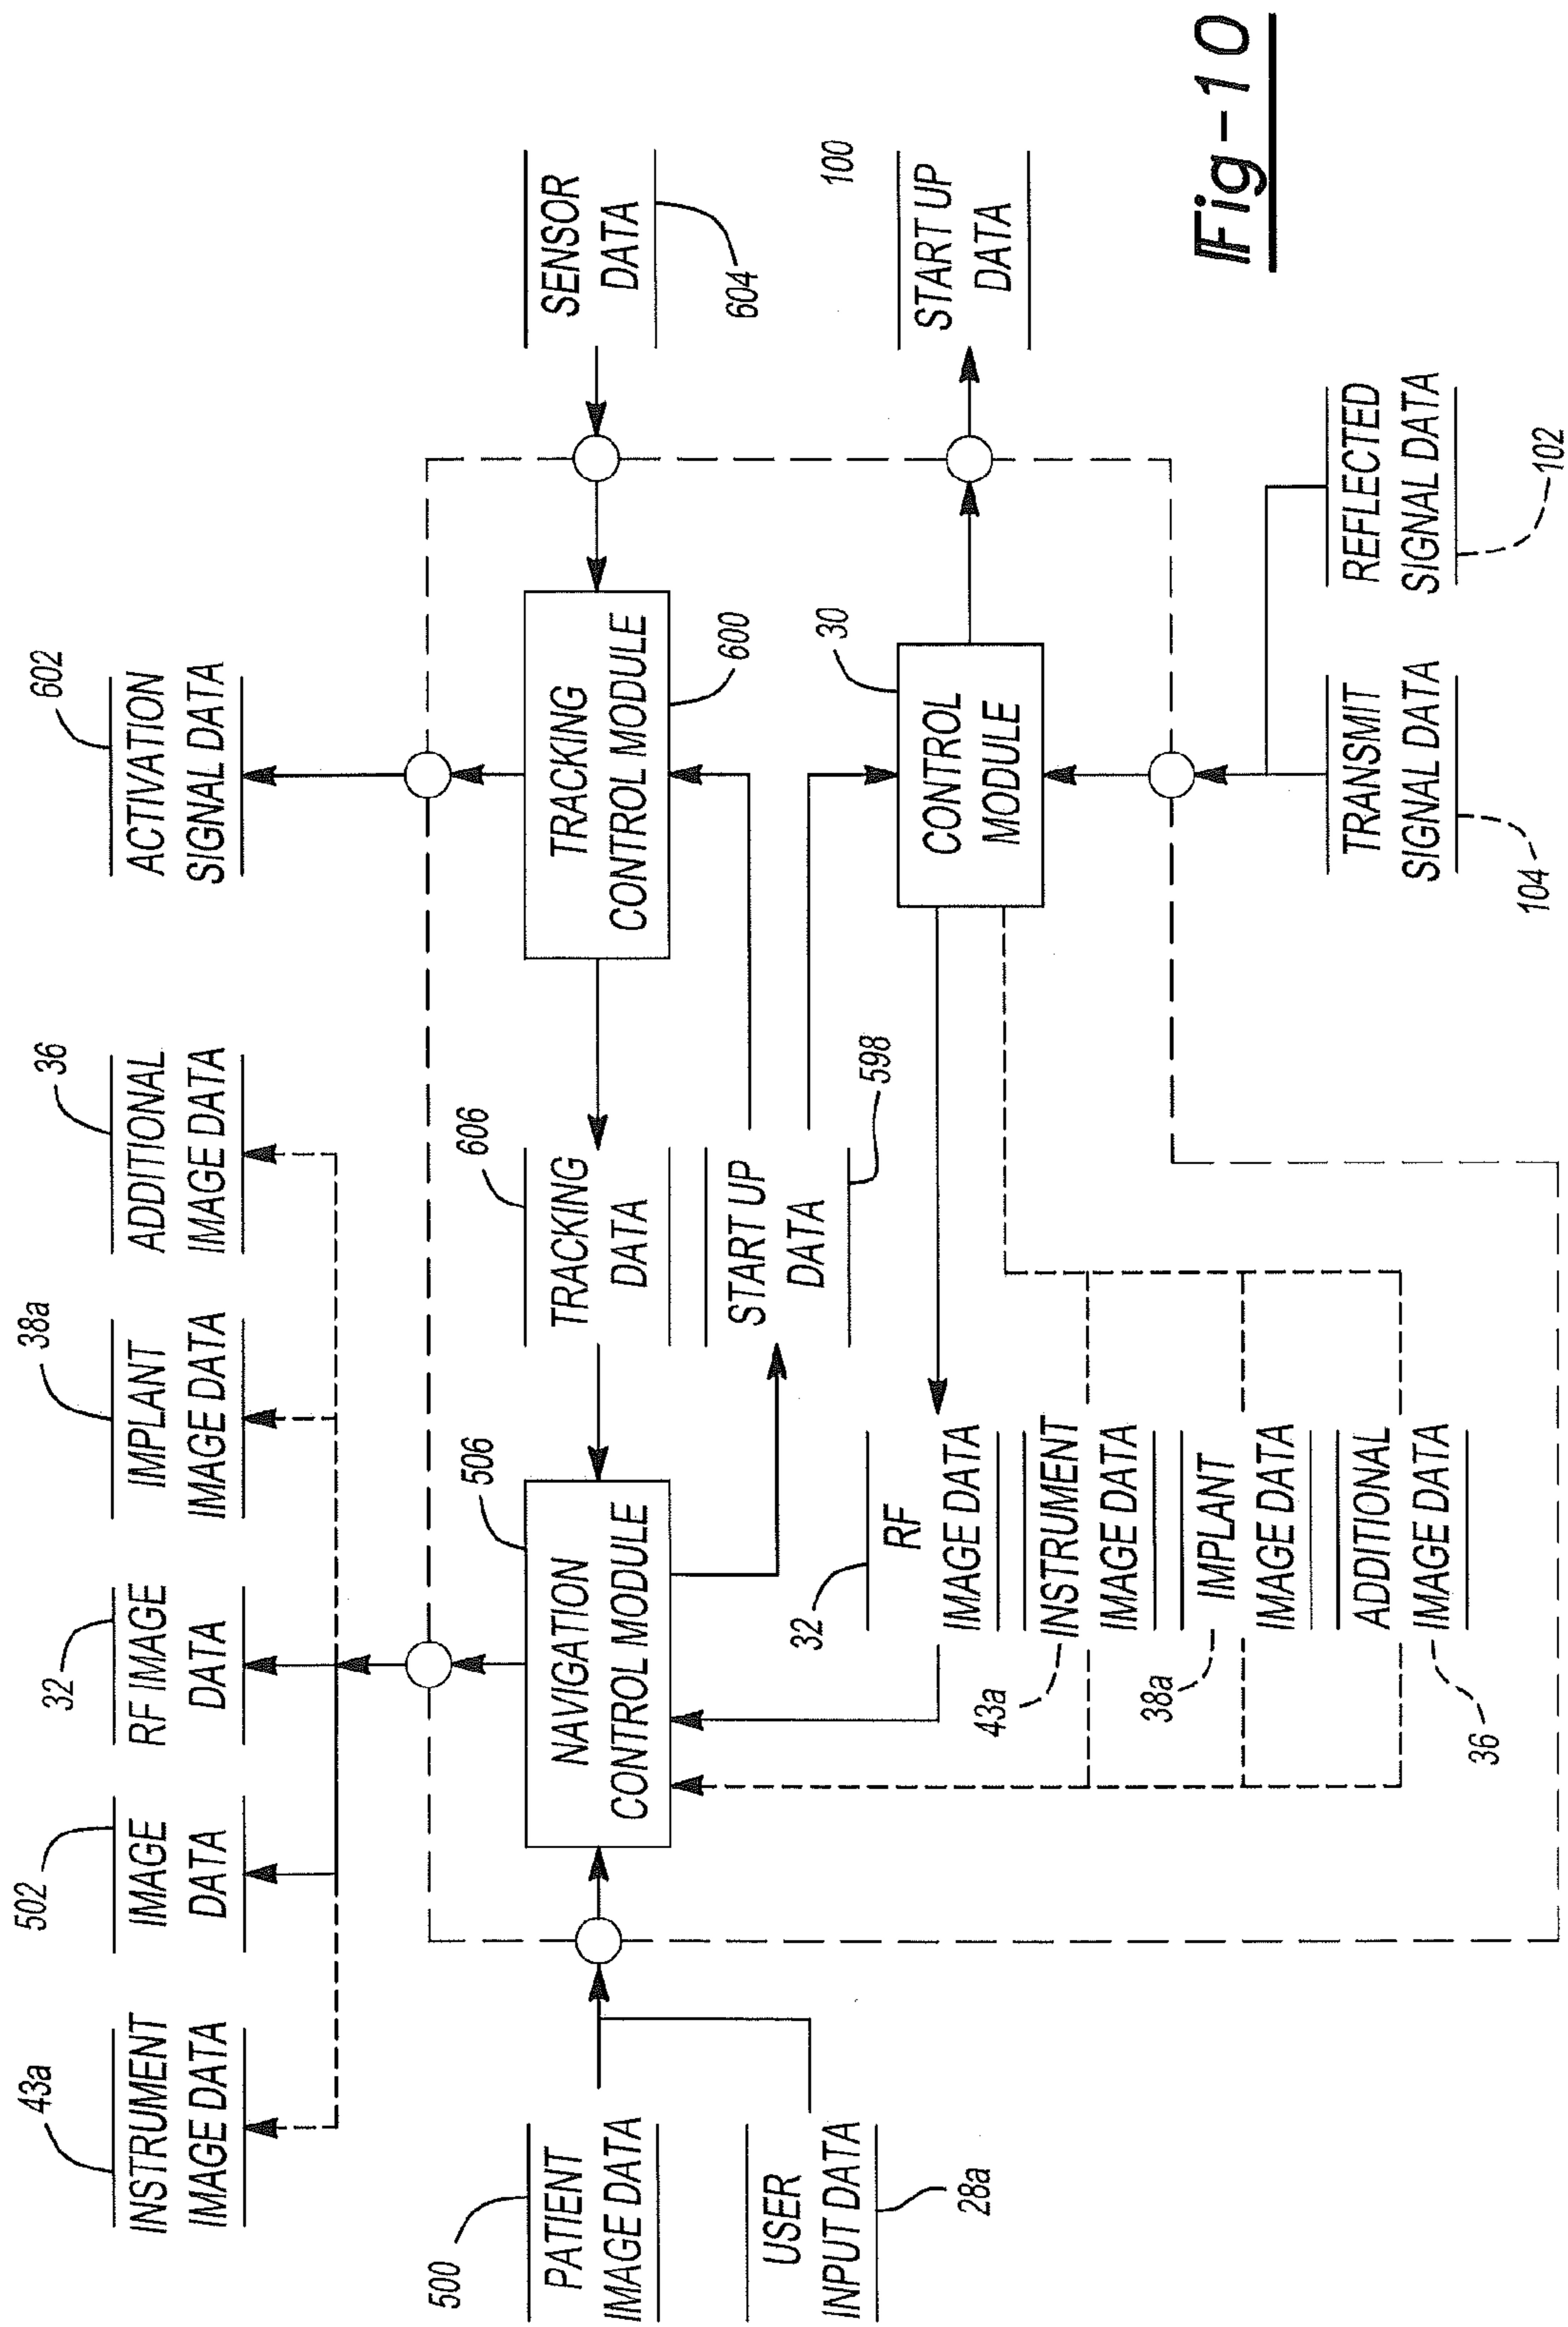 43a
INSTRUMENT
IMAGE DATA
502
IMAGE
DATA
32
RF IMAGE
DATA
38a
IMPLANT
IMAGE DATA
36
ADDITIONAL
IMAGE DATA
602
ACTIVATION
SIGNAL DATA
500
PATIENT
IMAGE DATA
USER
INPUT DATA
28a
506
NAVIGATION
CONTROL MODULE
606
TRACKING
DATA
START UP
DATA
598
TRACKING
CONTROL MODULE
600
SENSOR
DATA
604
32
RF
IMAGE DATA
43a
INSTRUMENT
IMAGE DATA
38a
IMPLANT
IMAGE DATA
ADDITIONAL
IMAGE DATA
36
30
CONTROL
MODULE
100
START UP
DATA
TRANSMIT
SIGNAL DATA
104
REFLECTED
SIGNAL DATA
102
Fig-10